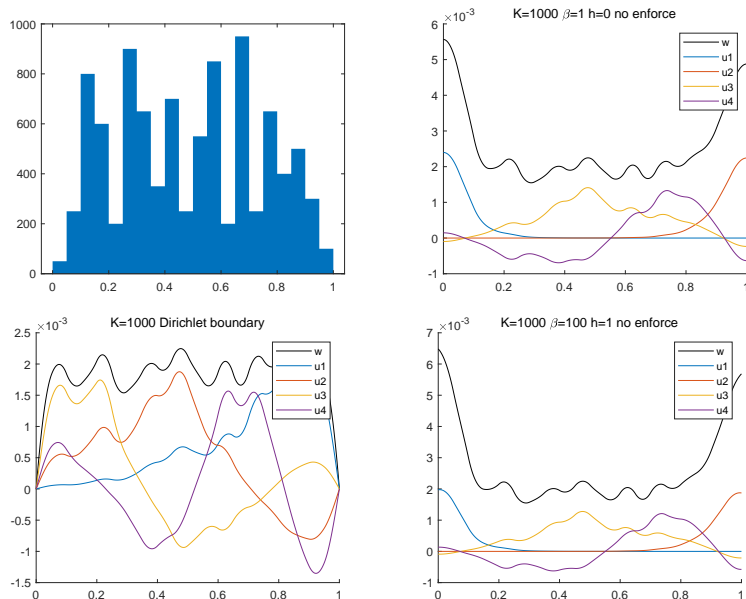 1000
800
600
400
200
0
0 0.2 0.4 0.6 0.8 1
K=1000 β=1 h=0 no enforce
×10⁻³
6
5
4
3
2
1
0
-1
0 0.2 0.4 0.6 0.8 1
w
u1
u2
u3
u4
K=1000 Dirichlet boundary
×10⁻³
2.5
2
1.5
1
0.5
0
-0.5
-1
-1.5
0 0.2 0.4 0.6 0.8 1
w
u1
u2
u3
u4
K=1000 β=100 h=1 no enforce
×10⁻³
7
6
5
4
3
2
1
0
-1
0 0.2 0.4 0.6 0.8 1
w
u1
u2
u3
u4